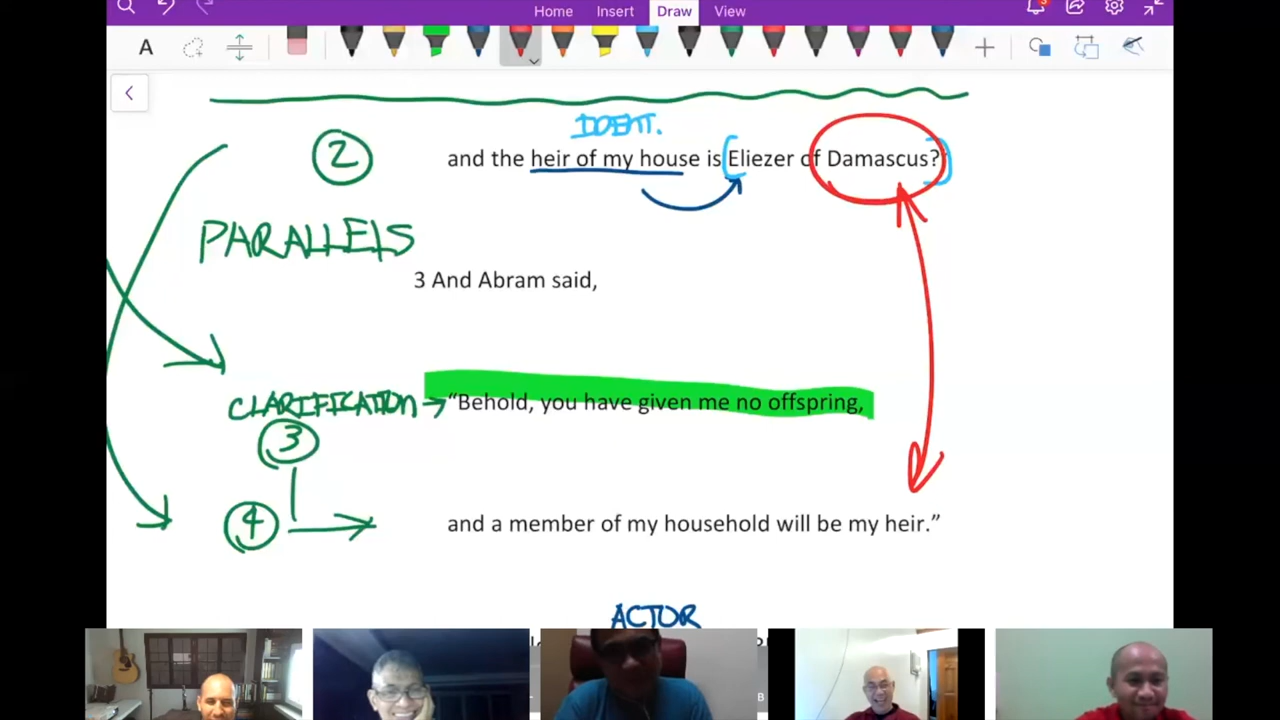 Home Insert Draw View
A
IDENT.
② and the heir of my house is [Eliezer of Damascus?]
PARALLELS
3 And Abram said,
CLARIFICATION → “Behold, you have given me no offspring,
③
④ and a member of my household will be my heir.”
ACTOR